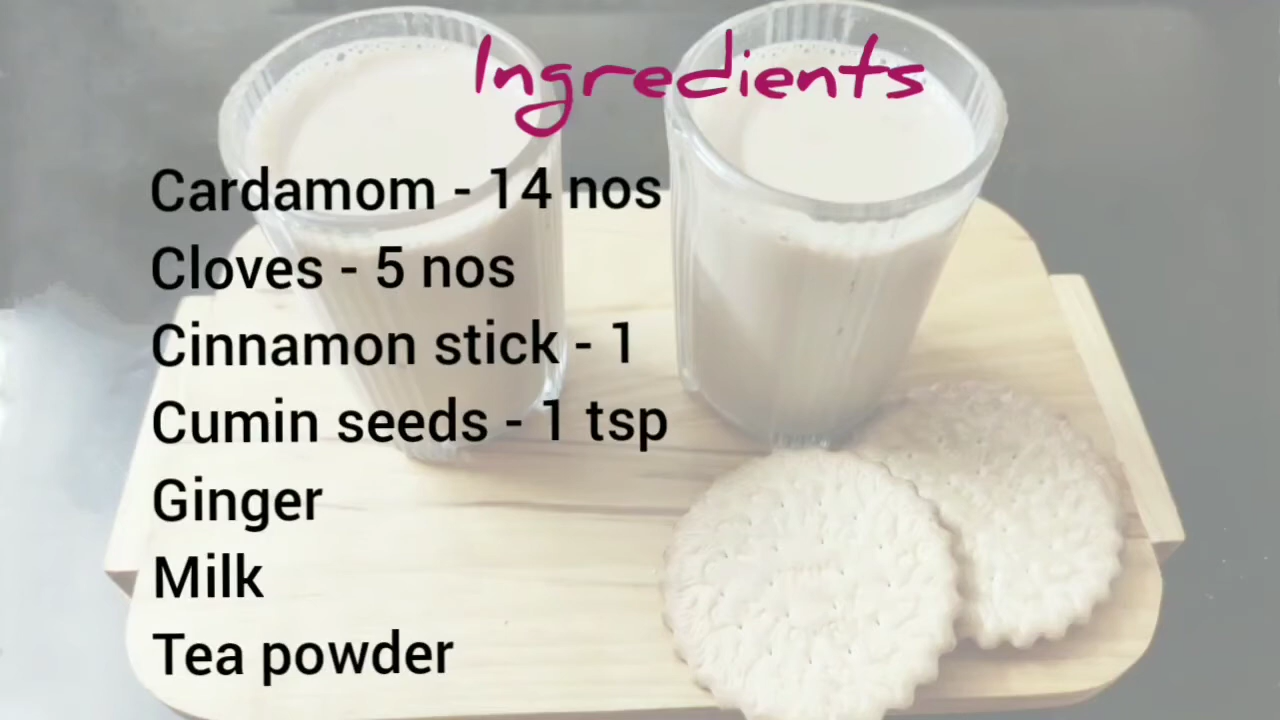 Ingredients
Cardamom - 14 nos
Cloves - 5 nos
Cinnamon stick - 1
Cumin seeds - 1 tsp
Ginger
Milk
Tea powder